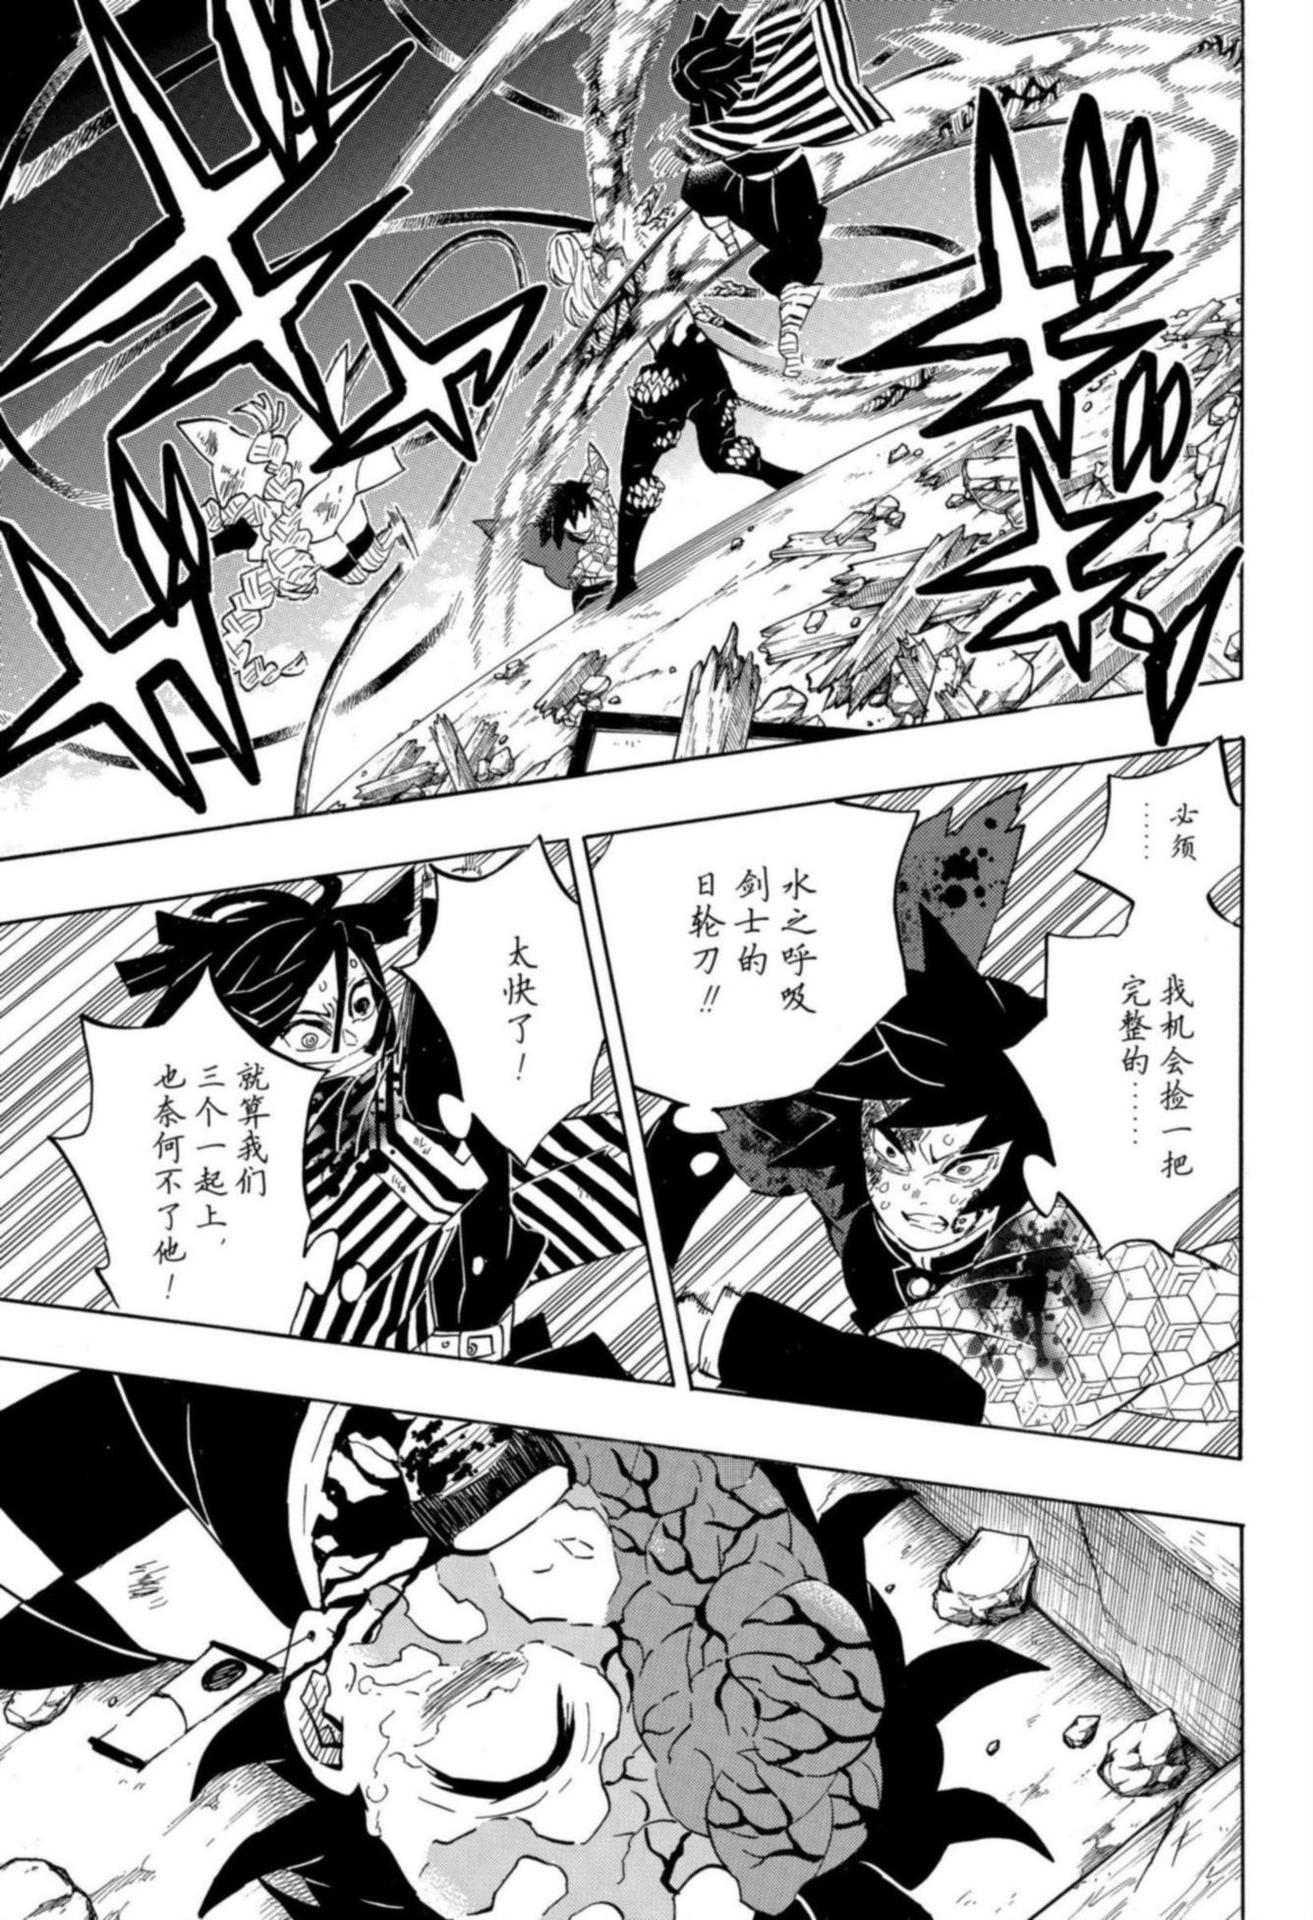 必须
……
找机会捡一把
完整的……
水之呼吸
剑士的
日轮刀!!
太快了！
就算我们
三个一起上，
也奈何不了他！